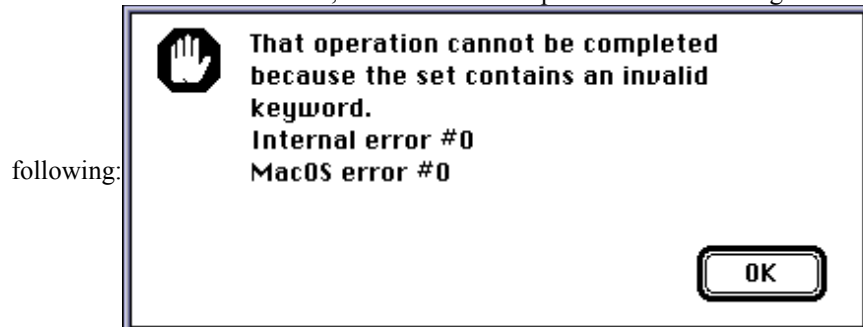 That operation cannot be completed
because the set contains an invalid
keyword.
Internal error #0
following:
MacOS error #0
OK